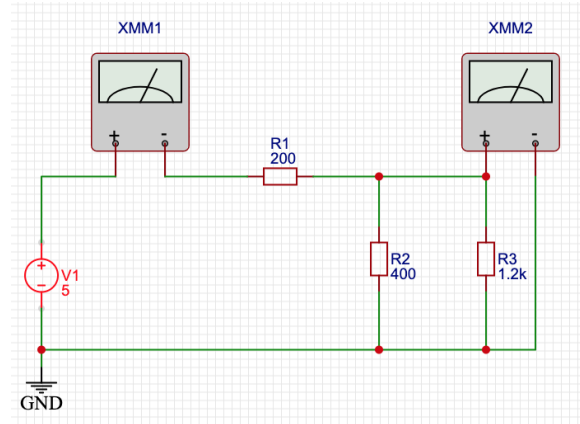 XMM1
XMM2
+ -
+ -
R1
200
+
-
V1
5
R2
400
R3
1.2k
GND